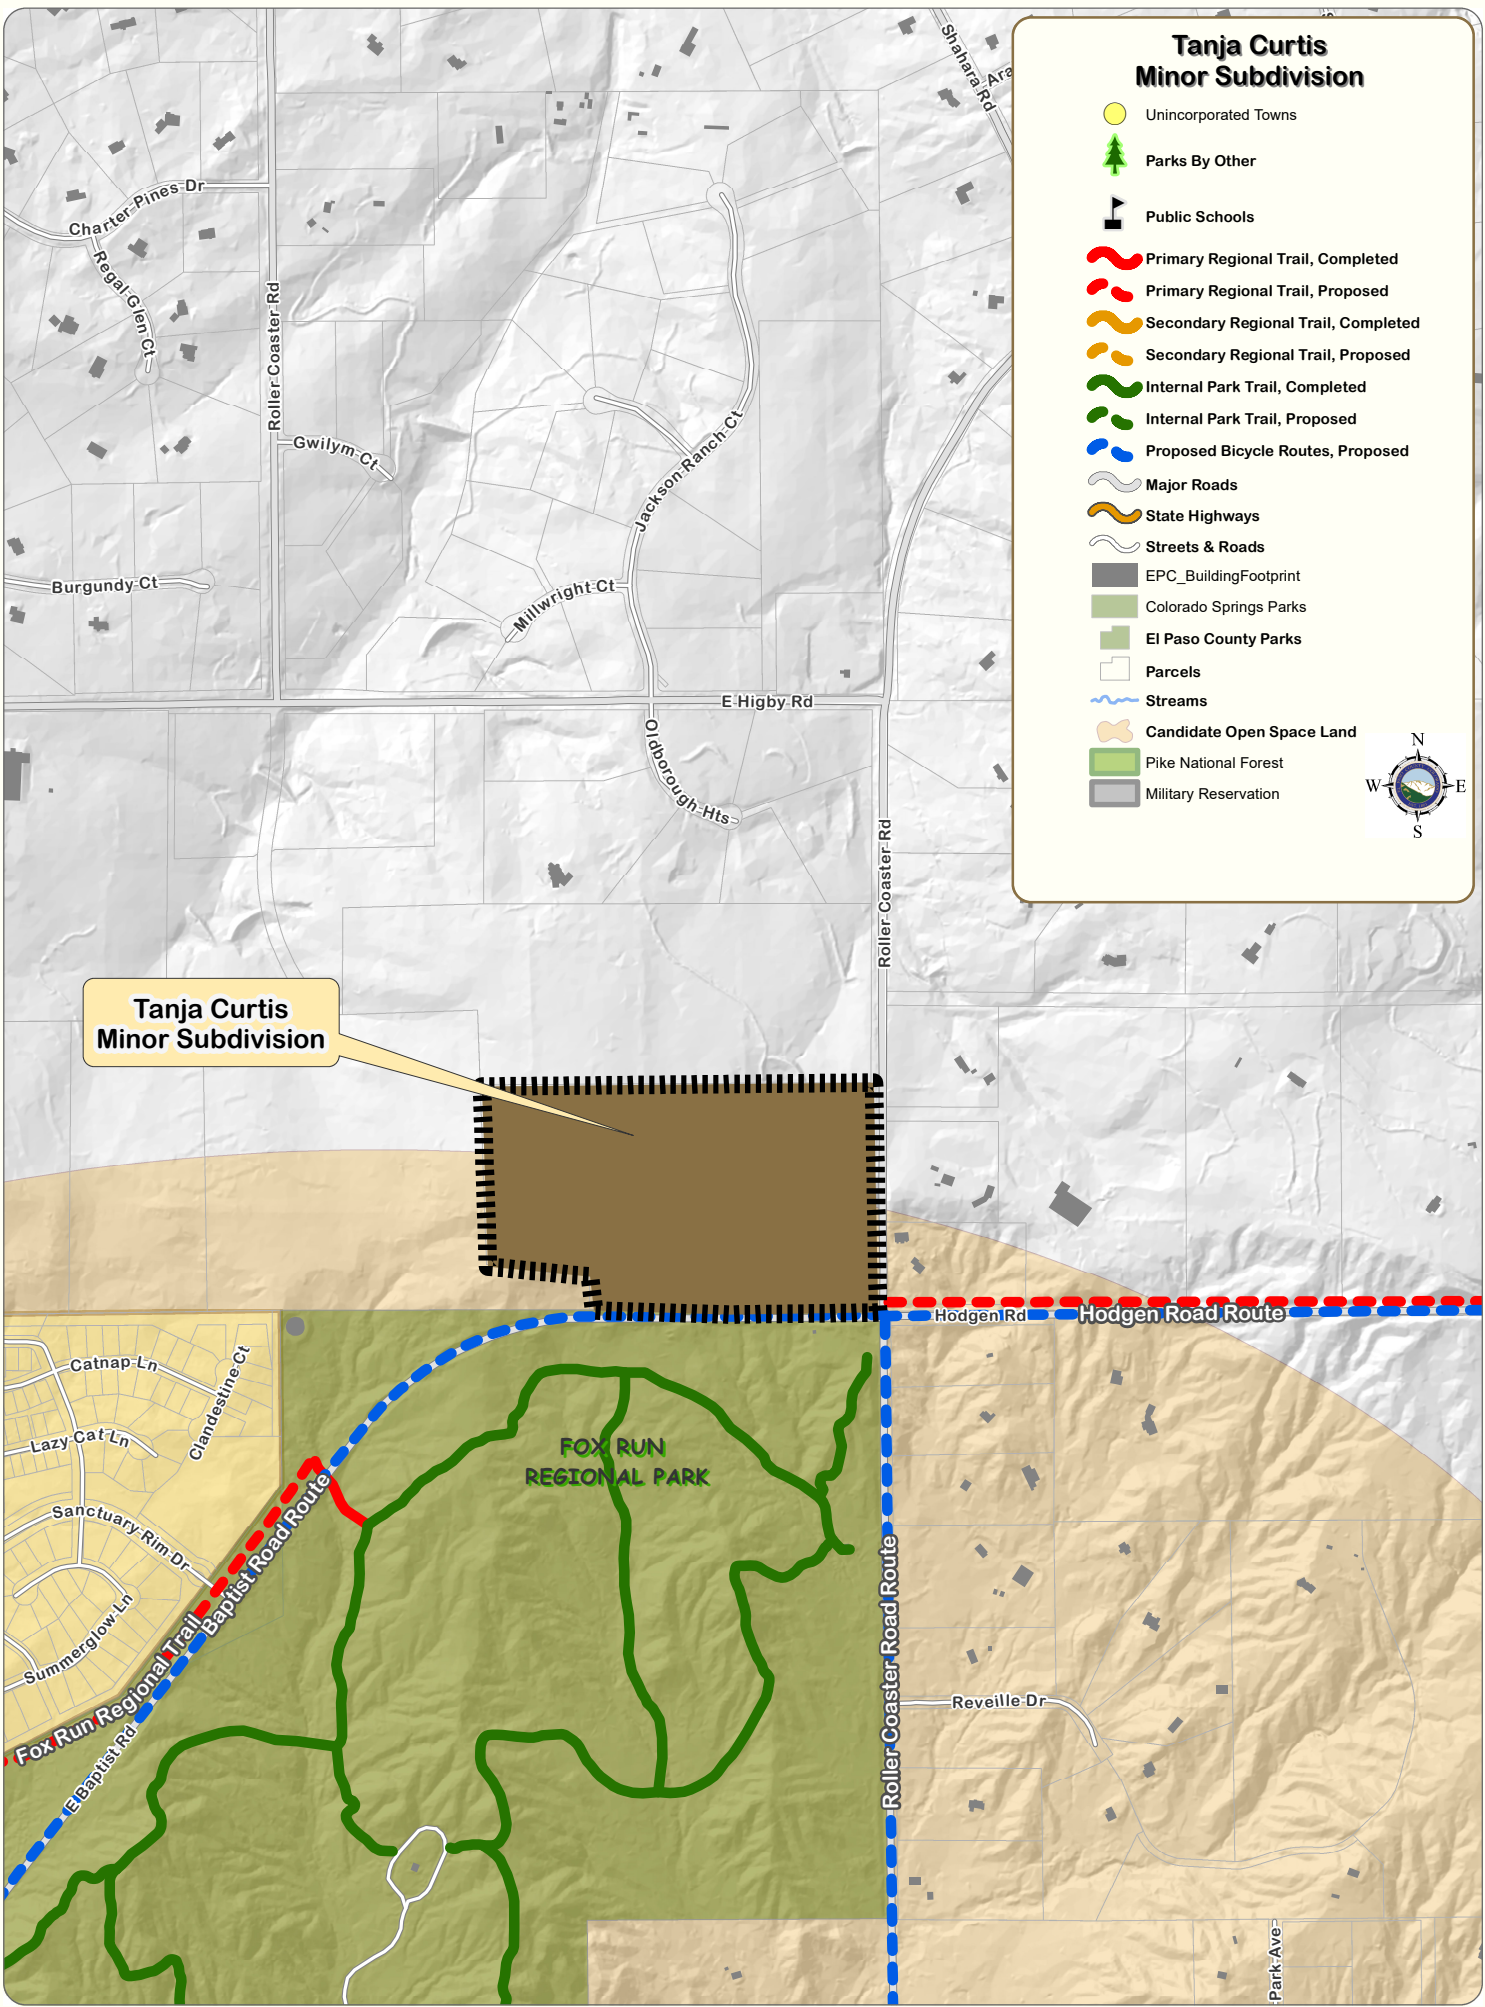 Tanja Curtis
Minor Subdivision
Unincorporated Towns
Parks By Other
Public Schools
Primary Regional Trail, Completed
Primary Regional Trail, Proposed
Secondary Regional Trail, Completed
Secondary Regional Trail, Proposed
Internal Park Trail, Completed
Internal Park Trail, Proposed
Proposed Bicycle Routes, Proposed
Major Roads
State Highways
Streets & Roads
EPC_BuildingFootprint
Colorado Springs Parks
El Paso County Parks
Parcels
Streams
Candidate Open Space Land
Pike National Forest
Military Reservation
N
W
E
S
Shahara Rd
Ara
Charter Pines Dr
Regal Glen Ct
Roller Coaster Rd
Gwilym Ct
Jackson Ranch Ct
Burgundy Ct
Millwright Ct
E Higby Rd
Oldborough Hts
Roller Coaster Rd
Tanja Curtis
Minor Subdivision
Hodgen Rd
Hodgen Road Route
Catnap Ln
Clandestine Ct
Lazy Cat Ln
Sanctuary Rim Dr
Summerglow Ln
FOX RUN
REGIONAL PARK
Baptist Road Route
Fox Run Regional Trail
E Baptist Rd
Roller Coaster Road Route
Reveille Dr
Park Ave